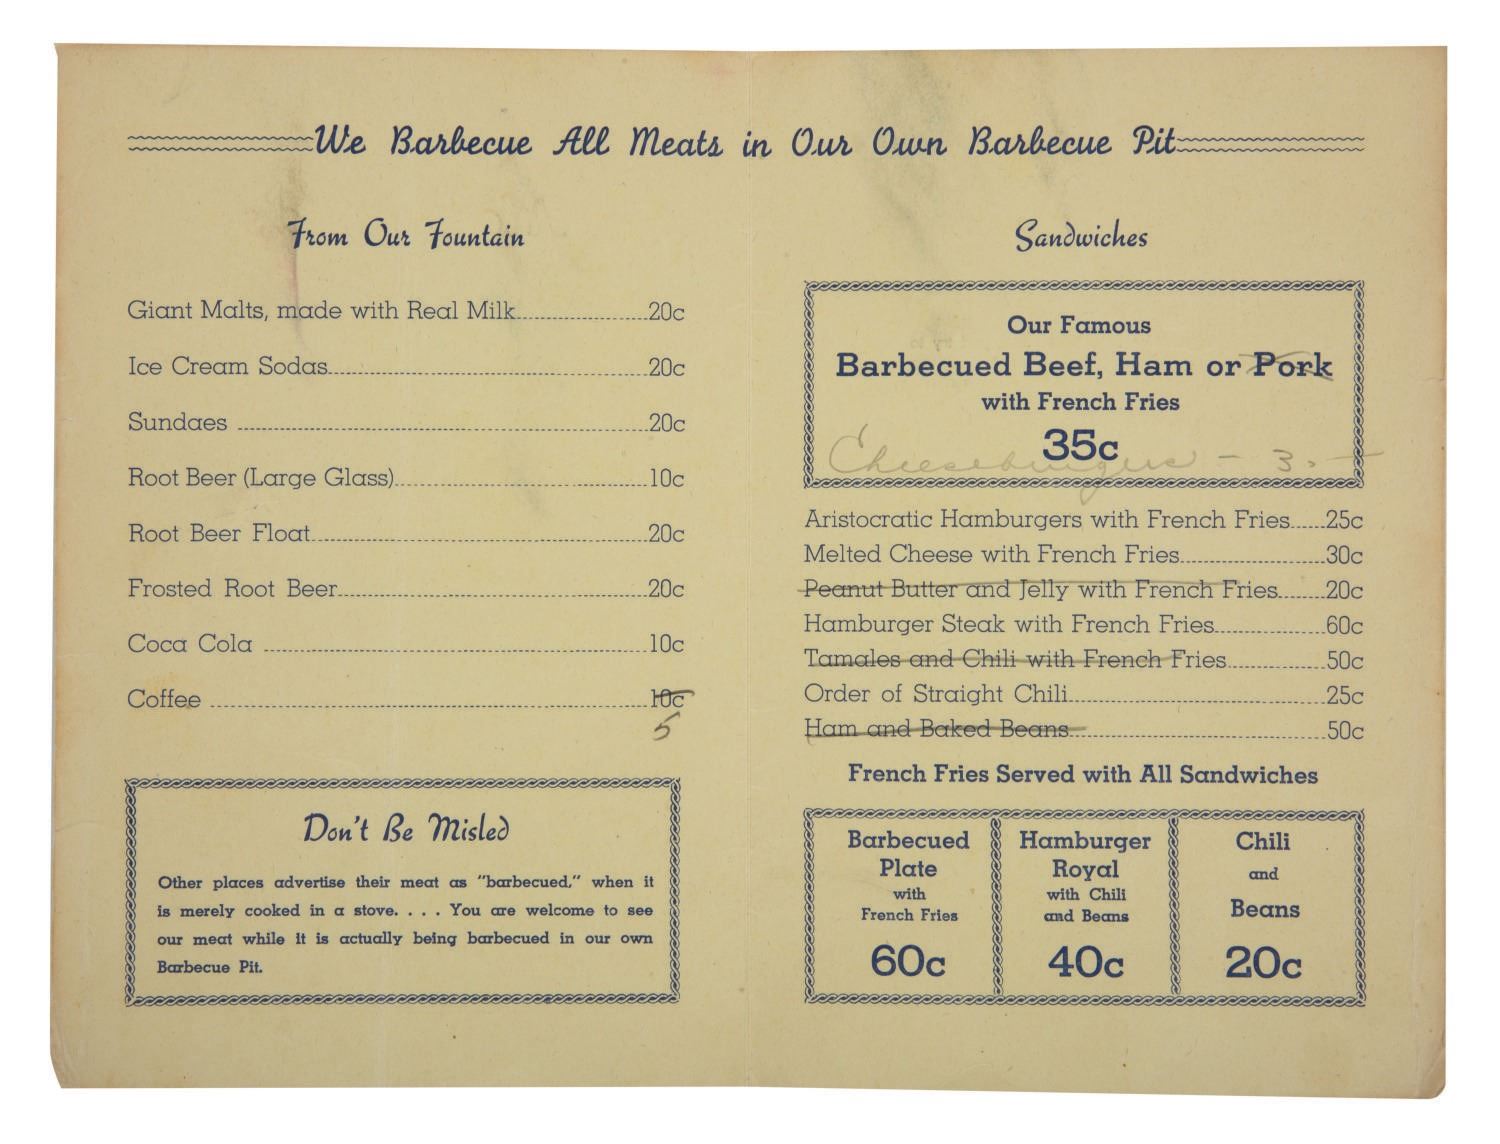 We Barbecue All Meats in Our Own Barbecue Pit
From Our Fountain
Giant Malts, made with Real Milk 20c
Ice Cream Sodas 20c
Sundaes 20c
Root Beer (Large Glass) 10c
Root Beer Float 20c
Frosted Root Beer 20c
Coca Cola 10c
Coffee 10c
5
Don't Be Misled
Other places advertise their meat as "barbecued," when it
is merely cooked in a stove. . . . You are welcome to see
our meat while it is actually being barbecued in our own
Barbecue Pit.
Sandwiches
Our Famous
Barbecued Beef, Ham or Pork
with French Fries
35c
Cheeseburgers - 3.
Aristocratic Hamburgers with French Fries 25c
Melted Cheese with French Fries 30c
Peanut Butter and Jelly with French Fries 20c
Hamburger Steak with French Fries 60c
Tamales and Chili with French Fries 50c
Order of Straight Chili 25c
Ham and Baked Beans 50c
French Fries Served with All Sandwiches
Barbecued
Plate
with
French Fries
60c
Hamburger
Royal
with Chili
and Beans
40c
Chili
and
Beans
20c